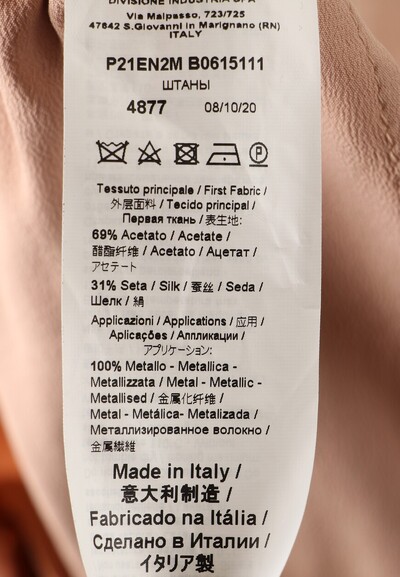 DIVISIONE INDUSTRIA SPA
Via Malpasso, 723/725
47842 S.Giovanni in Marignano (RN)
ITALY
P21EN2M B0615111
ШТАНЫ
4877 08/10/20
P
Tessuto principale / First Fabric /
外层面料 / Tecido principal /
Первая ткань / 表生地:
69% Acetato / Acetate /
醋酯纤维 / Acetato / Ацетат /
アセテート
31% Seta / Silk / 蚕丝 / Seda /
Шелк / 絹
Applicazioni / Applications / 应用 /
Aplicações / Аппликации /
アプリケーション:
100% Metallo - Metallica -
Metallizzata / Metal - Metallic -
Metallised / 金属化纤维 /
Metal - Metálica- Metalizada /
Металлизированное волокно /
金属繊維
Made in Italy /
意大利制造 /
Fabricado na Itália /
Сделано в Италии /
イタリア製